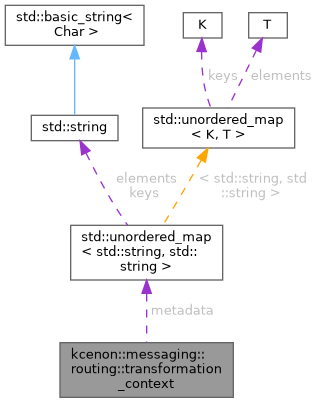 std::basic_string<
Char >
K
T
keys
elements
std::string
std::unordered_map
< K, T >
elements
keys
< std::string, std
::string >
std::unordered_map
< std::string, std::
string >
metadata
kcenon::messaging::
routing::transformation
_context